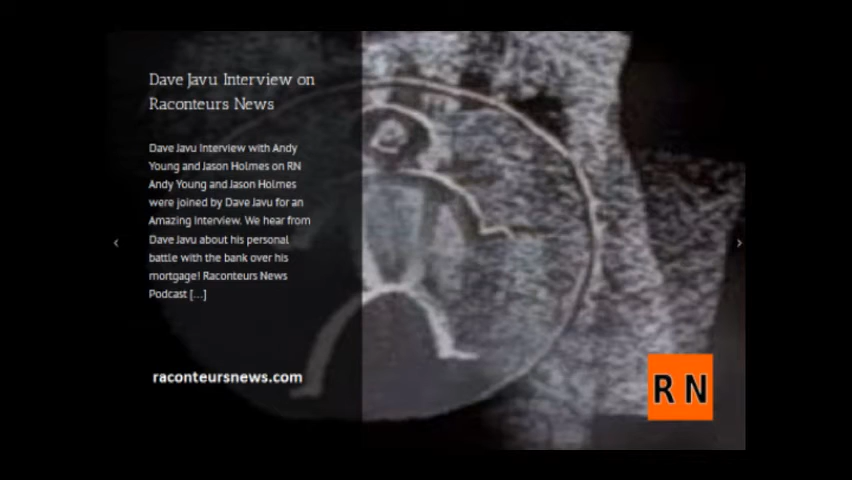 Dave Javu Interview on
Raconteurs News
Dave Javu Interview with Andy
Young and Jason Holmes on RN
Andy Young and Jason Holmes
were joined by Dave Javu for an
Amazing Interview. We hear from
Dave Javu about his personal
battle with the bank over his
mortgage! Raconteurs News
Podcast [...]
raconteursnews.com
R N